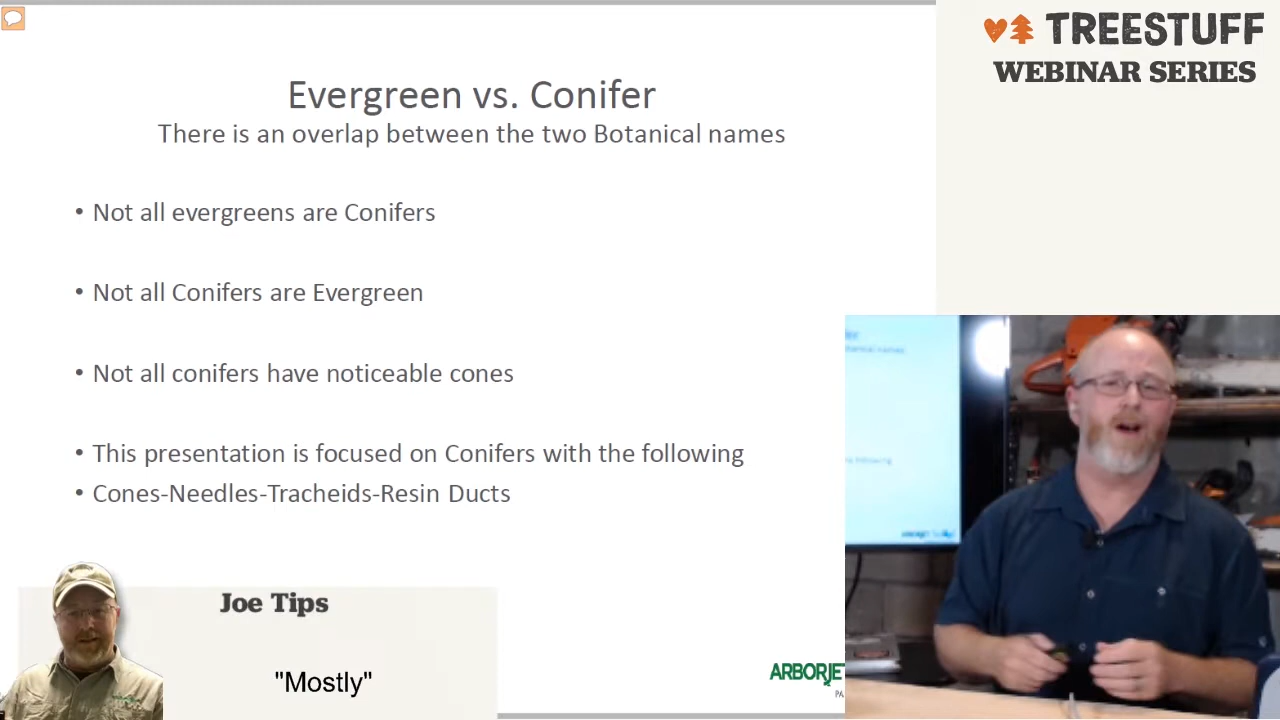 TREESTUFF
WEBINAR SERIES
Evergreen vs. Conifer
There is an overlap between the two Botanical names
• Not all evergreens are Conifers
• Not all Conifers are Evergreen
• Not all conifers have noticeable cones
• This presentation is focused on Conifers with the following
• Cones-Needles-Tracheids-Resin Ducts
Joe Tips
"Mostly"
ARBORJET